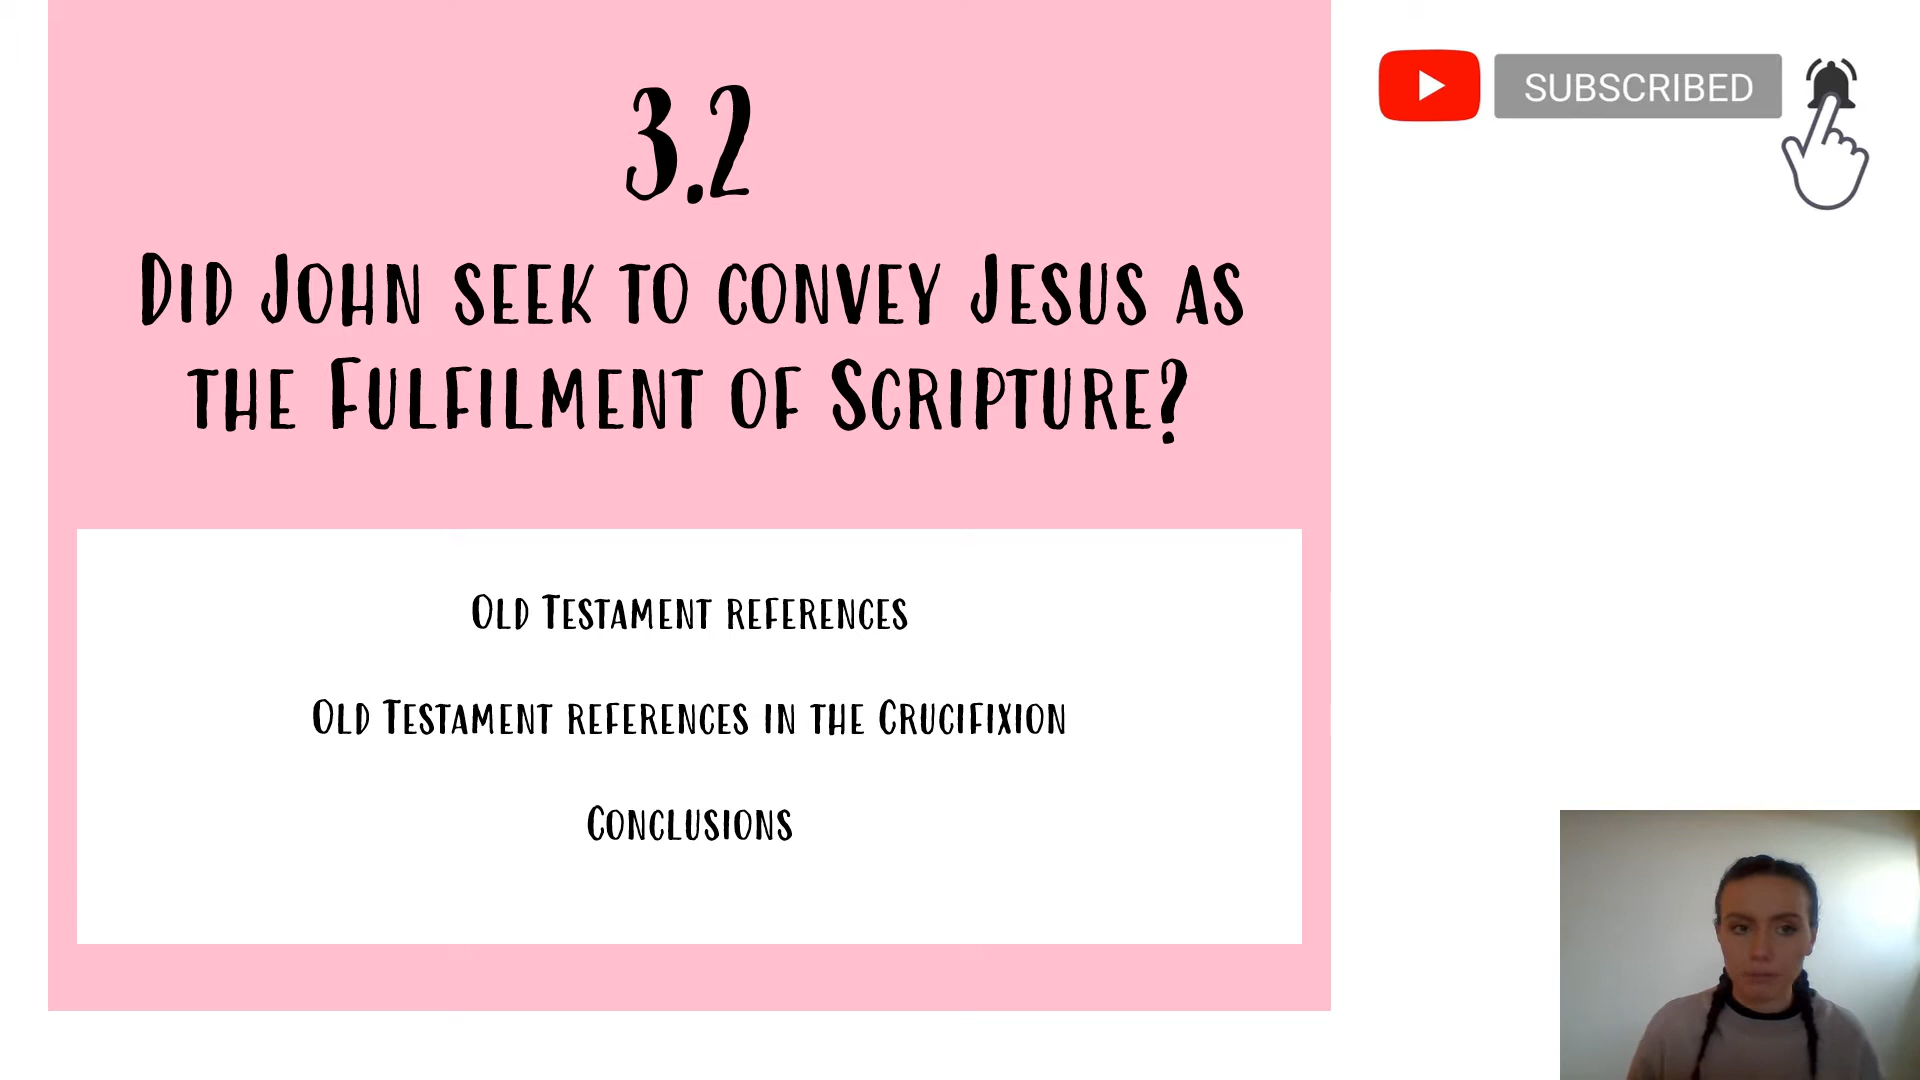 3.2
Did John seek to convey Jesus as
the Fulfilment of Scripture?
Old Testament references
Old Testament references in the Crucifixion
Conclusions
SUBSCRIBED